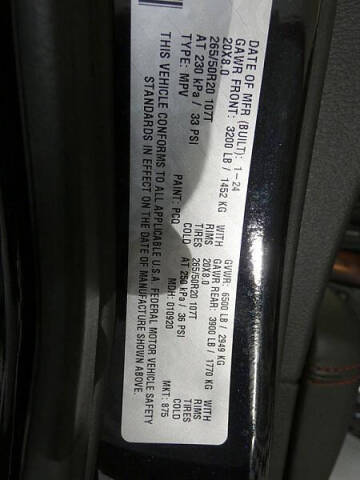 DATE OF MFR (BUILT): 1-24 GVWR: 6500 LB / 2949 KG
GAWR FRONT: 3200 LB / 1452 KG WITH GAWR REAR: 3900 LB / 1770 KG WITH
20X8.0 RIMS 20X8.0 RIMS
265/50R20 107T TIRES 265/50R20 107T TIRES
AT 230 kPa / 33 PSI COLD AT 250 kPa / 36 PSI COLD
TYPE: MPV PAINT: PCQ MDH: 010920 MKT: 875
THIS VEHICLE CONFORMS TO ALL APPLICABLE U.S.A. FEDERAL MOTOR VEHICLE SAFETY
STANDARDS IN EFFECT ON THE DATE OF MANUFACTURE SHOWN ABOVE.